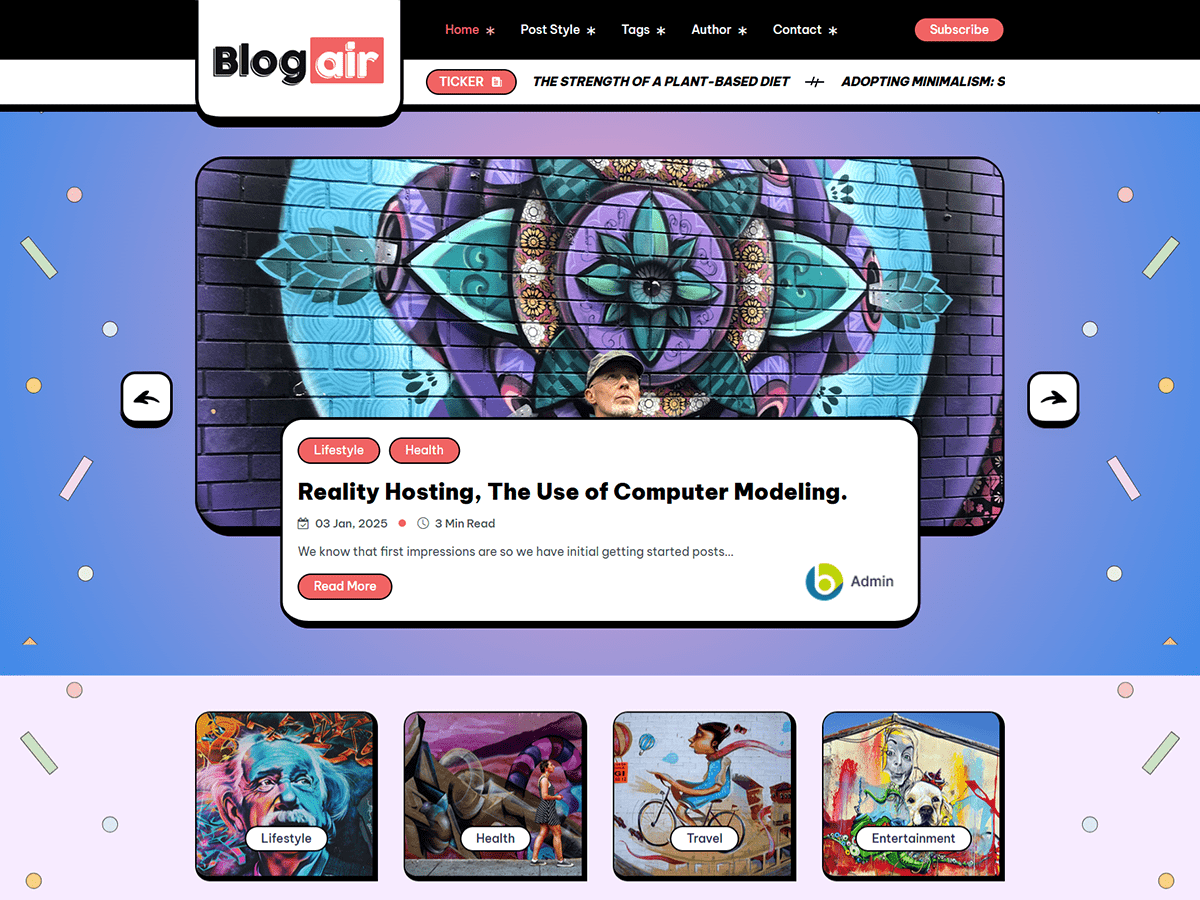 Blog air
Home Post Style Tags Author Contact Subscribe
TICKER THE STRENGTH OF A PLANT-BASED DIET ADOPTING MINIMALISM: S
Lifestyle Health
Reality Hosting, The Use of Computer Modeling.
03 Jan, 2025 3 Min Read
We know that first impressions are so we have initial getting started posts...
Read More
b Admin
Lifestyle Health Travel Entertainment